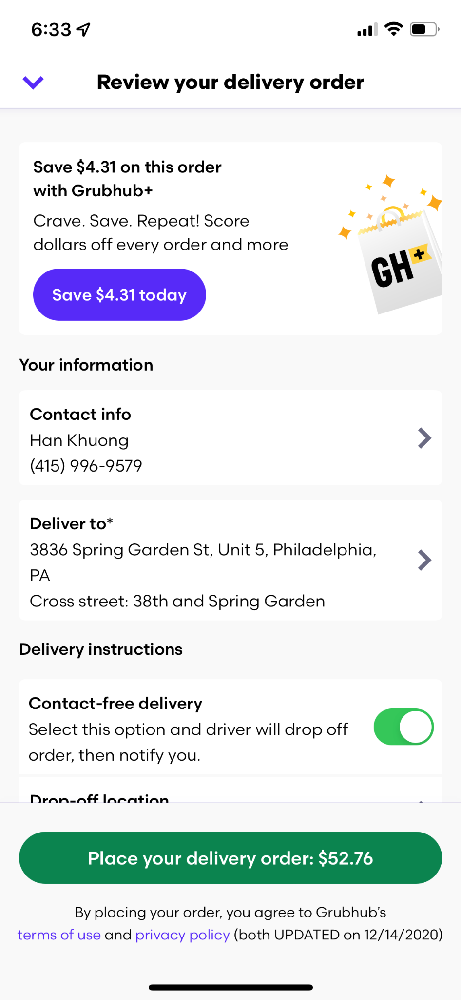 6:33
Review your delivery order
Save $4.31 on this order
with Grubhub+
Crave. Save. Repeat! Score
dollars off every order and more
GH+
Save $4.31 today
Your information
Contact info
Han Khuong
(415) 996-9579
Deliver to*
3836 Spring Garden St, Unit 5, Philadelphia,
PA
Cross street: 38th and Spring Garden
Delivery instructions
Contact-free delivery
Select this option and driver will drop off
order, then notify you.
Drop-off location
Place your delivery order: $52.76
By placing your order, you agree to Grubhub's
terms of use and privacy policy (both UPDATED on 12/14/2020)